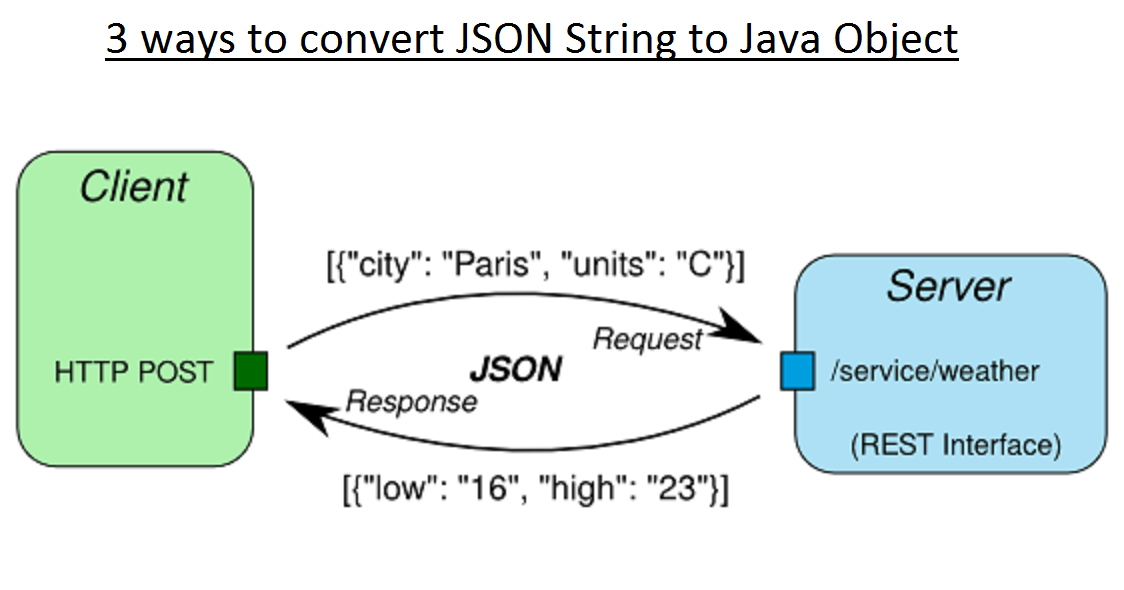 3 ways to convert JSON String to Java Object
Client
HTTP POST
[{"city": "Paris", "units": "C"}]
Request
JSON
Response
[{"low": "16", "high": "23"}]
Server
/service/weather
(REST Interface)